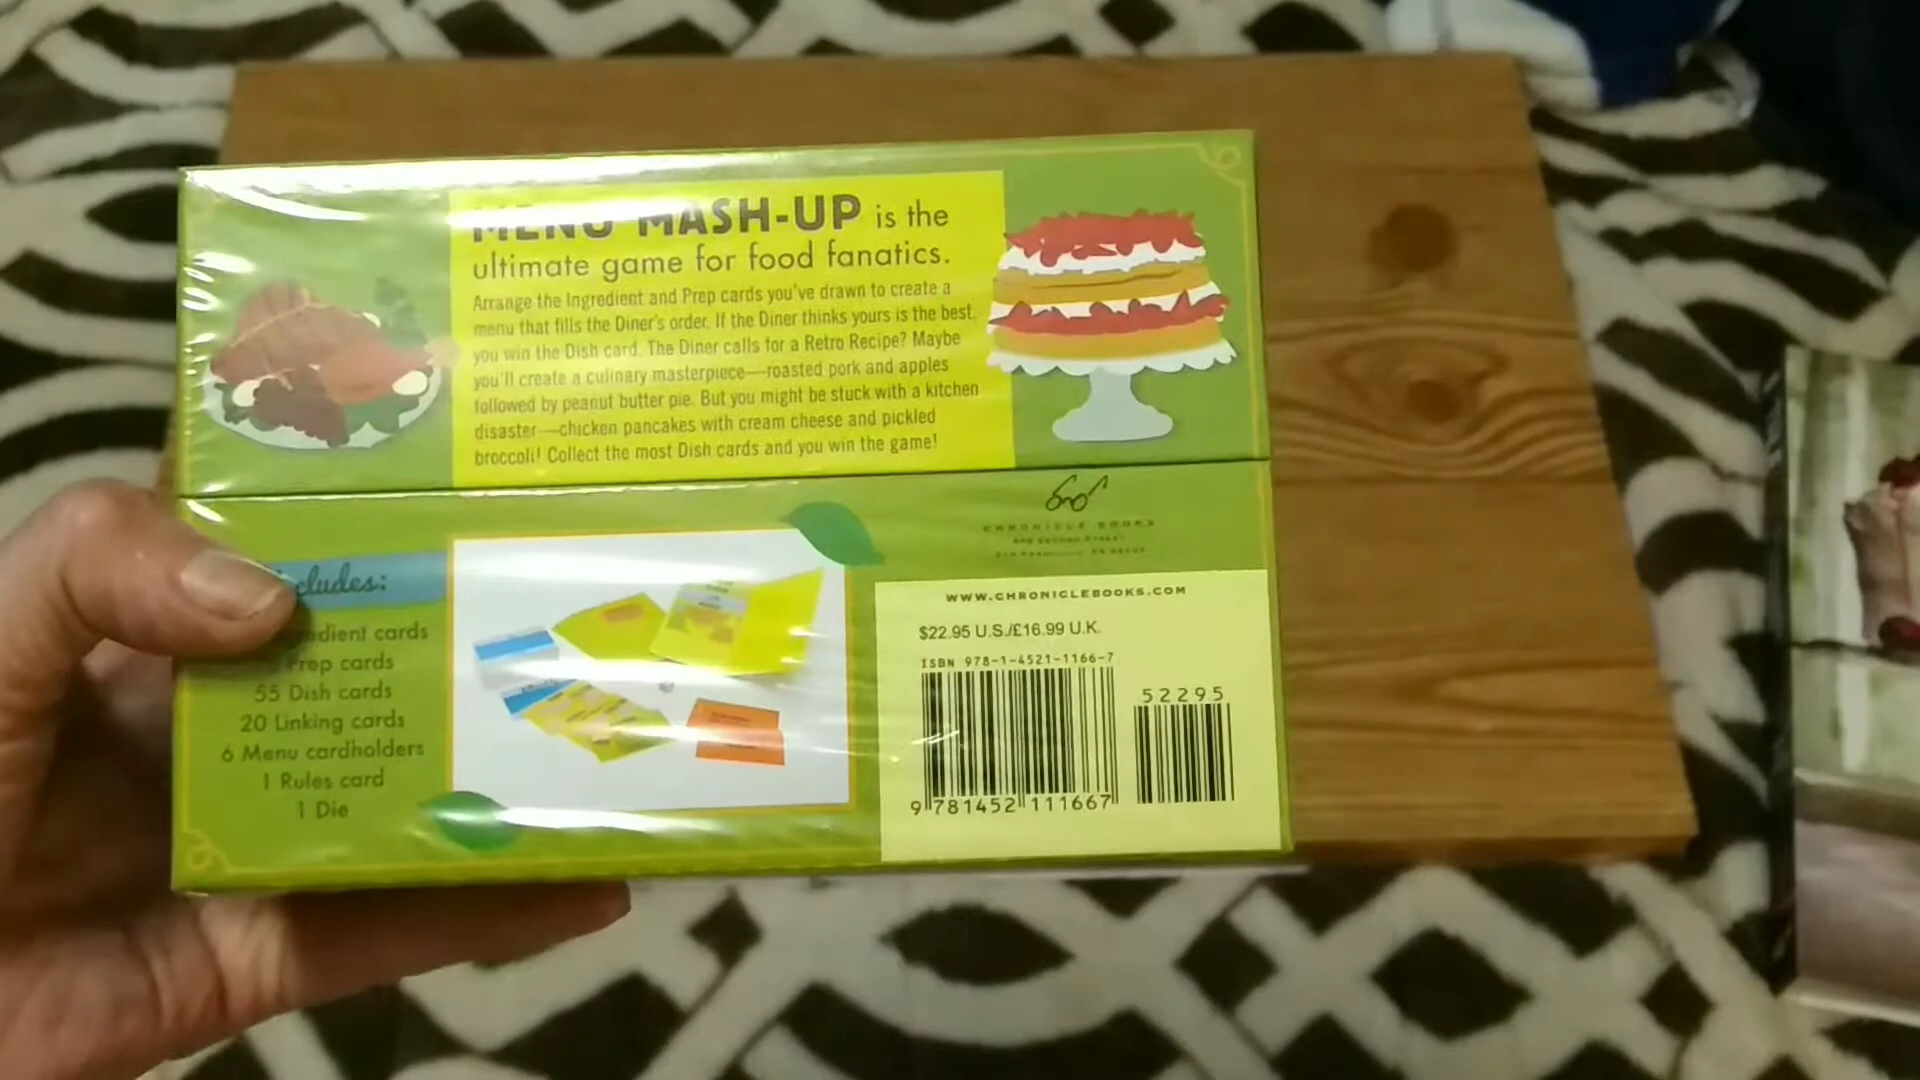 MENU MASH-UP is the
ultimate game for food fanatics.
Arrange the Ingredient and Prep cards you've drawn to create a
menu that fills the Diner's order. If the Diner thinks yours is the best,
you win the Dish card. The Diner calls for a Retro Recipe? Maybe
you'll create a culinary masterpiece—roasted pork and apples
followed by peanut butter pie. But you might be stuck with a kitchen
disaster—chicken pancakes with cream cheese and pickled
broccoli! Collect the most Dish cards and you win the game!
cludes:
edient cards
Prep cards
55 Dish cards
20 Linking cards
6 Menu cardholders
1 Rules card
1 Die
CHRONICLE BOOKS
WWW.CHRONICLEBOOKS.COM
$22.95 U.S./£16.99 U.K.
ISBN 978-1-4521-1166-7
52295
9 781452 111667